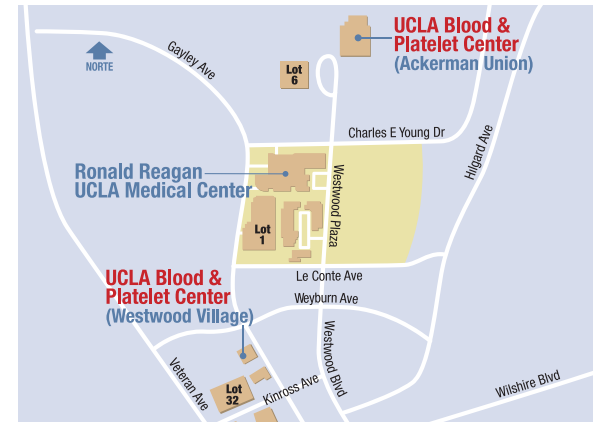 UCLA Blood &
Platelet Center
(Ackerman Union)
NORTE
Gayley Ave
Lot
6
Charles E Young Dr
Hilgard Ave
Ronald Reagan
UCLA Medical Center
Westwood Plaza
Lot
1
Le Conte Ave
UCLA Blood &
Platelet Center
(Westwood Village)
Weyburn Ave
Westwood Blvd
Veteran Ave
Lot
32
Kinross Ave
Wilshire Blvd